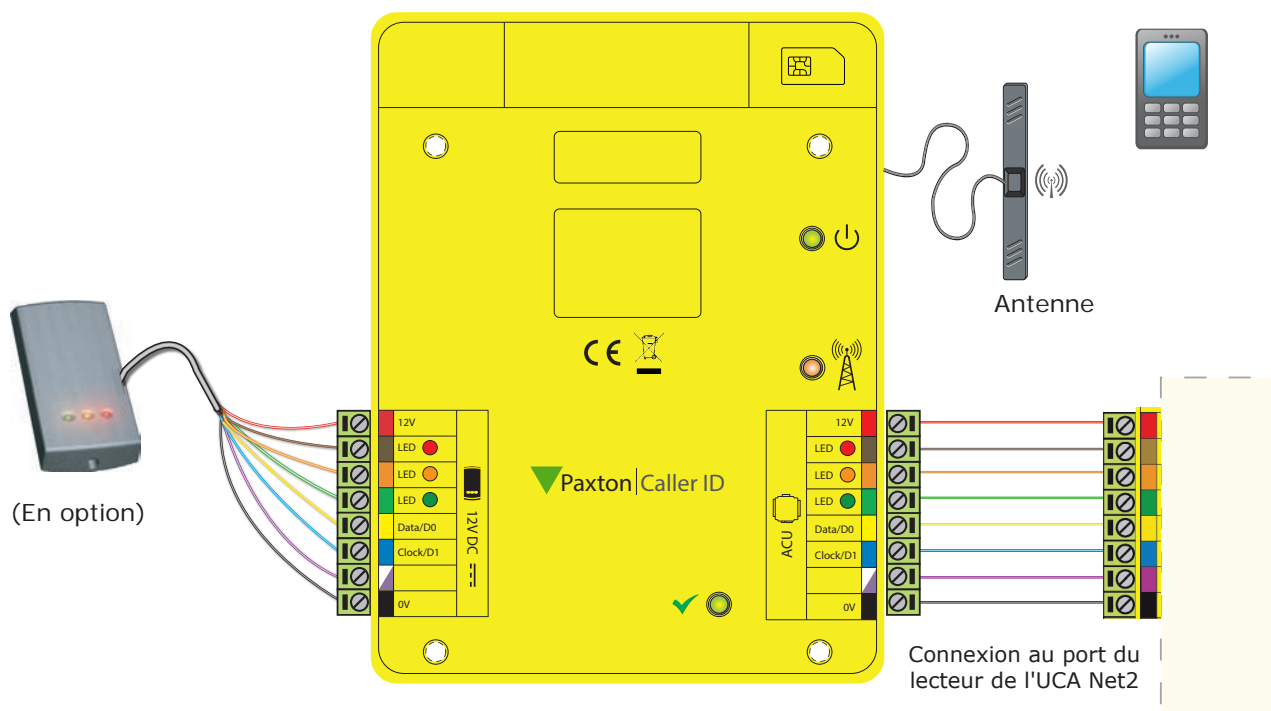 Antenne
(En option)
12V
LED
LED
LED
Data/D0
Clock/D1
0V
12V DC
CE
Paxton Caller ID
12V
LED
LED
LED
Data/D0
Clock/D1
0V
ACU
Connexion au port du
lecteur de l'UCA Net2